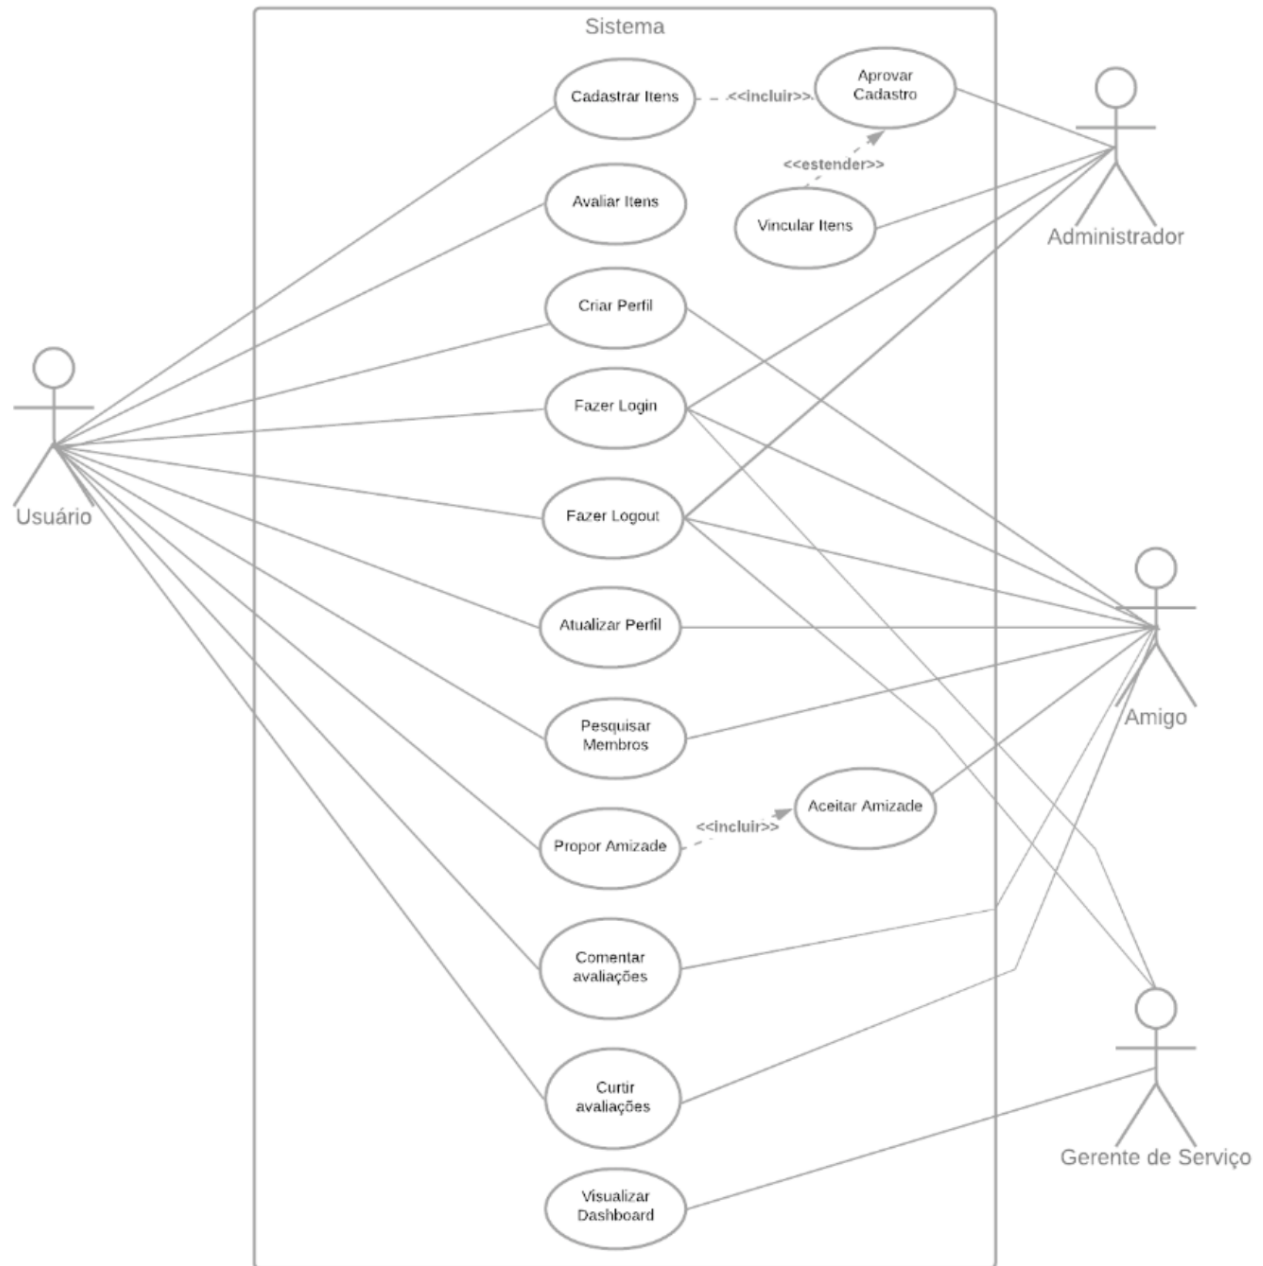 Sistema
Cadastrar Itens
<<incluir>>
Aprovar
Cadastro
<<estender>>
Avaliar Itens
Vincular Itens
Administrador
Criar Perfil
Fazer Login
Usuário
Fazer Logout
Atualizar Perfil
Amigo
Pesquisar
Membros
Aceitar Amizade
<<incluir>>
Propor Amizade
Comentar
avaliações
Curtir
avaliações
Gerente de Serviço
Visualizar
Dashboard